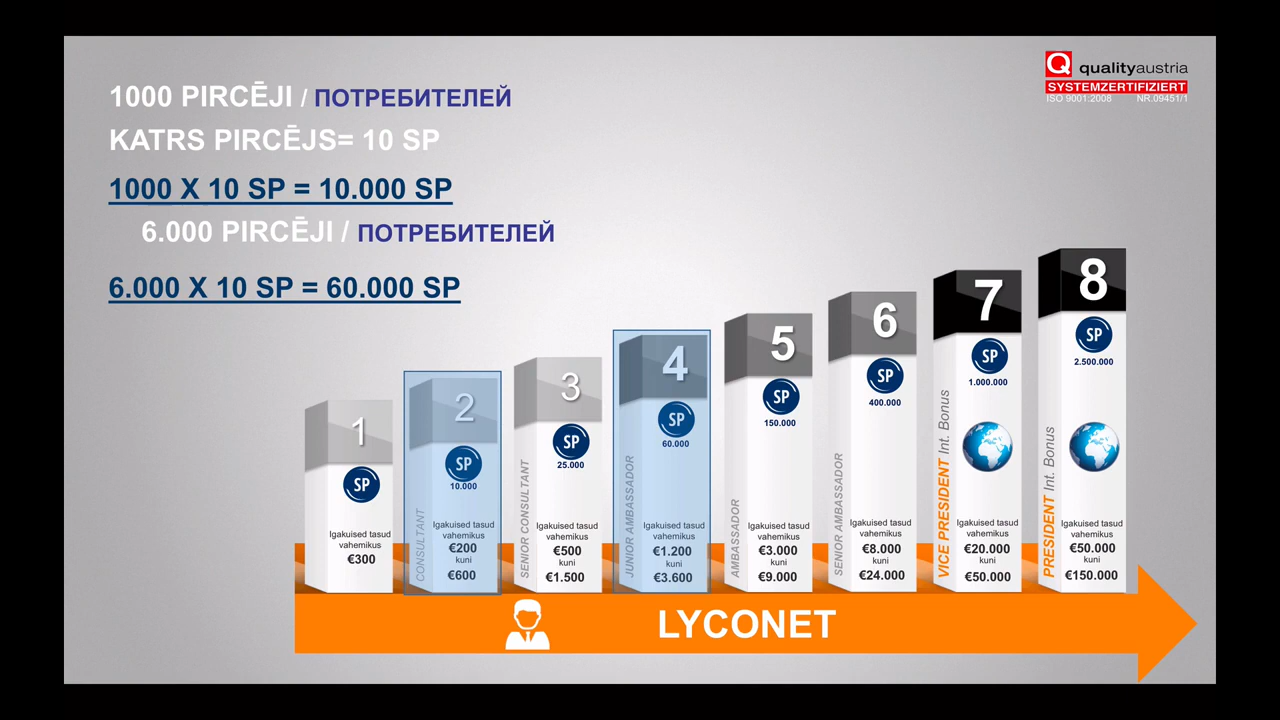 1000 PIRCĒJI / ПОТРЕБИТЕЛЕЙ
KATRS PIRCĒJS= 10 SP
1000 X 10 SP = 10.000 SP
6.000 PIRCĒJI / ПОТРЕБИТЕЛЕЙ
6.000 X 10 SP = 60.000 SP
Q qualityaustria
SYSTEMZERTIFIZIERT
ISO 9001:2008 NR.09451/1
1
SP
Igakuised tasud
vahemikus
€300
2
SP
10.000
CONSULTANT
Igakuised tasud
vahemikus
€200
kuni
€600
3
SP
25.000
SENIOR CONSULTANT
Igakuised tasud
vahemikus
€500
kuni
€1.500
4
SP
60.000
JUNIOR AMBASSADOR
Igakuised tasud
vahemikus
€1.200
kuni
€3.600
5
SP
150.000
AMBASSADOR
Igakuised tasud
vahemikus
€3.000
kuni
€9.000
6
SP
400.000
SENIOR AMBASSADOR
Igakuised tasud
vahemikus
€8.000
kuni
€24.000
7
SP
1.000.000
VICE PRESIDENT Int. Bonus
Igakuised tasud
vahemikus
€20.000
kuni
€50.000
8
SP
2.500.000
PRESIDENT Int. Bonus
Igakuised tasud
vahemikus
€50.000
kuni
€150.000
LYCONET